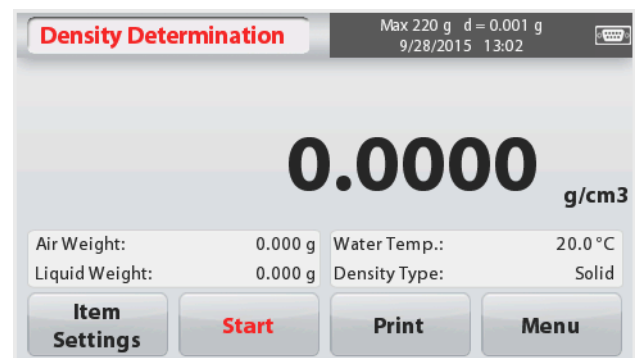 Density Determination
Max 220 g d = 0.001 g
9/28/2015 13:02
0.0000
g/cm3
Air Weight: 0.000 g
Liquid Weight: 0.000 g
Water Temp.: 20.0 °C
Density Type: Solid
Item
Settings
Start
Print
Menu